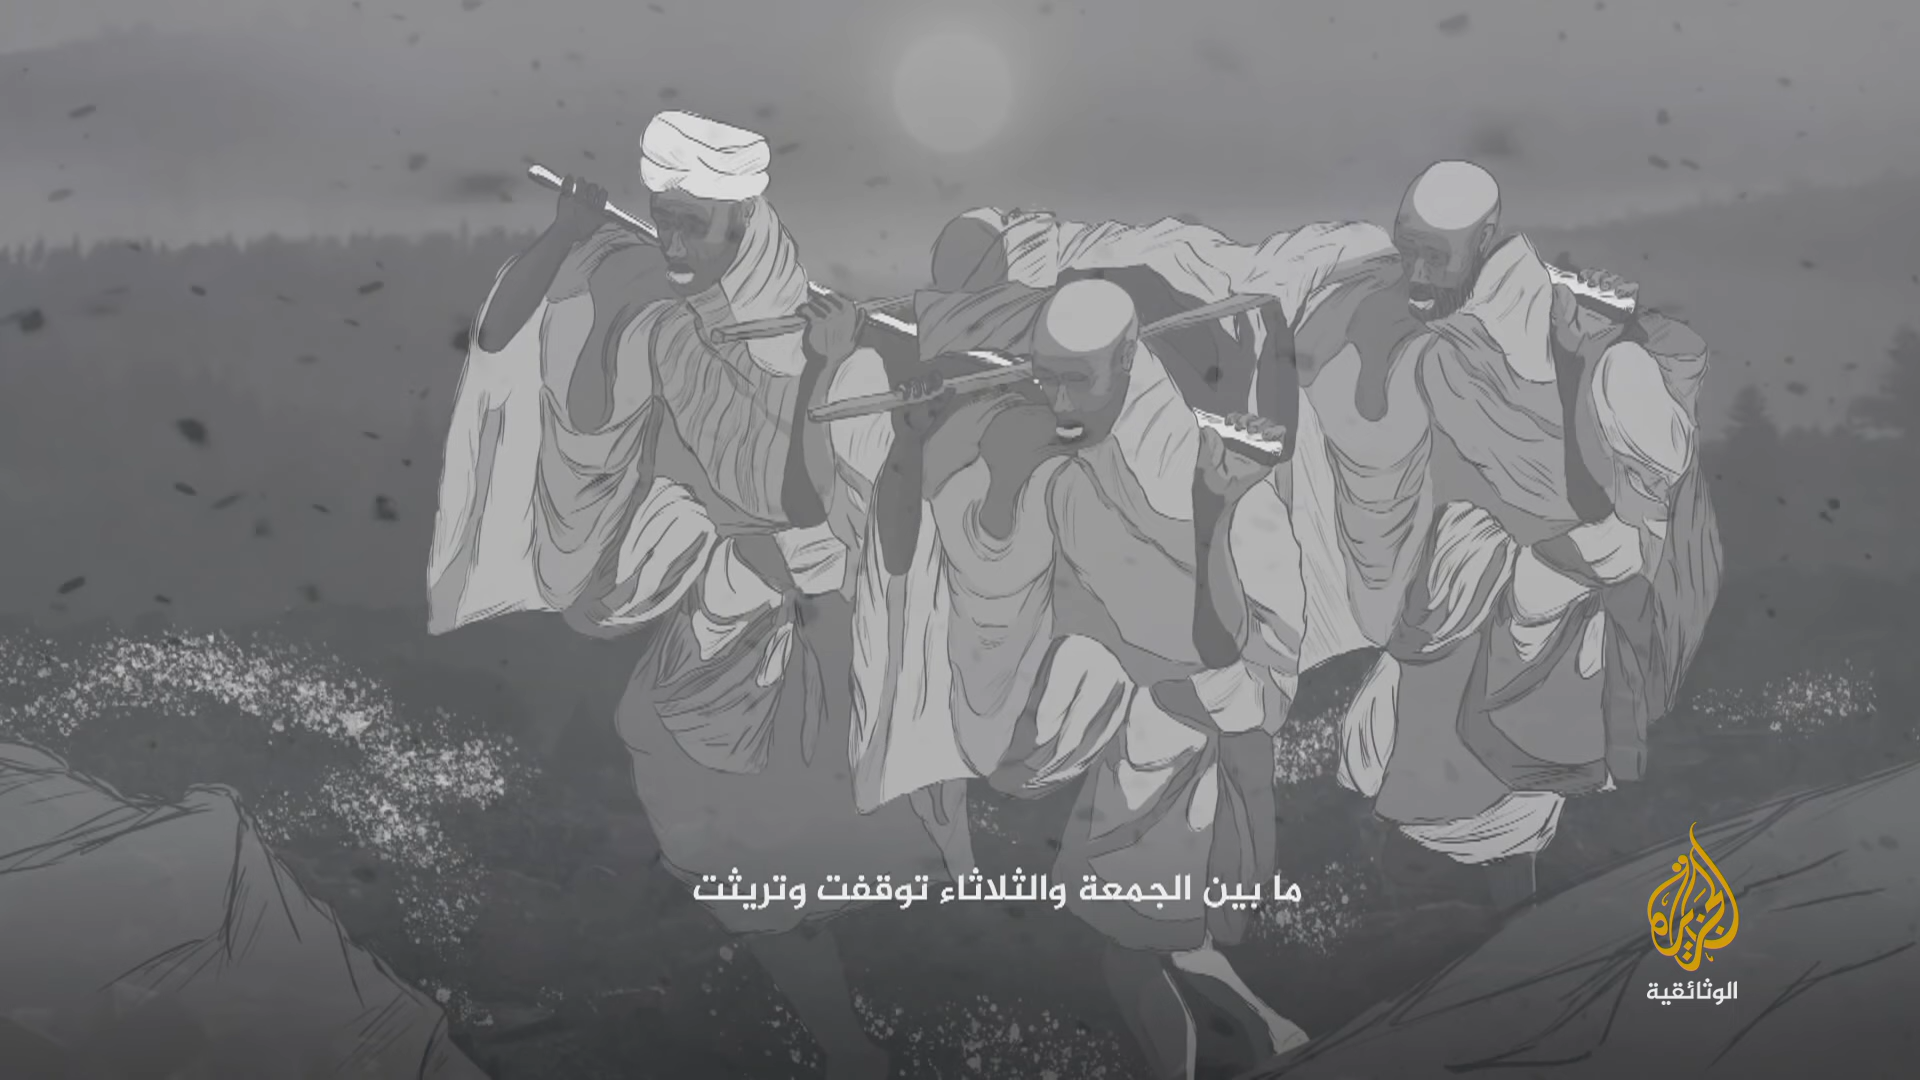 ما بين الجمعة والثلاثاء توقفت وتريثت
الجزيرة
الوثائقية